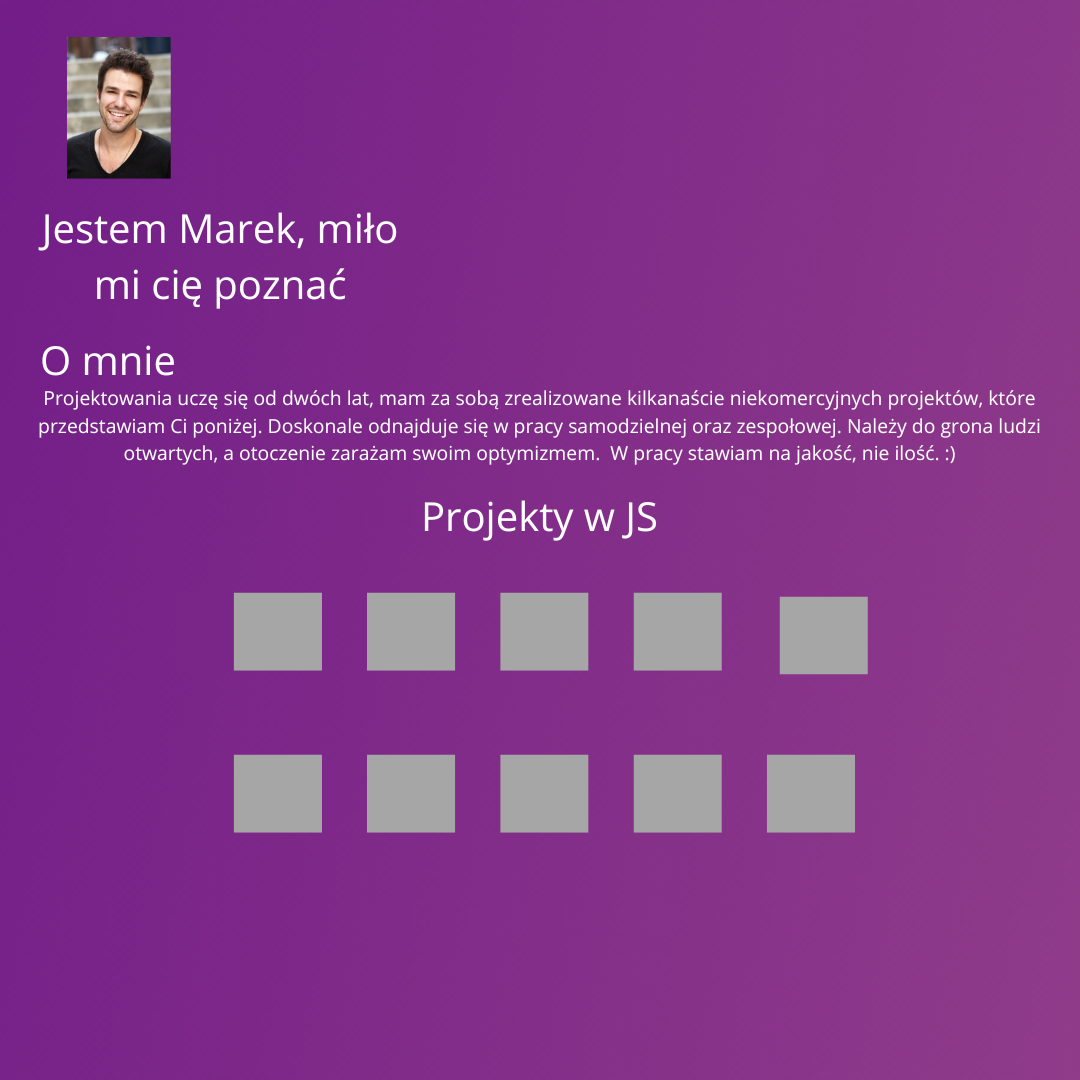 Jestem Marek, miło
mi cię poznać
O mnie
Projektowania uczę się od dwóch lat, mam za sobą zrealizowane kilkanaście niekomercyjnych projektów, które
przedstawiam Ci poniżej. Doskonale odnajduje się w pracy samodzielnej oraz zespołowej. Należy do grona ludzi
otwartych, a otoczenie zarażam swoim optymizmem.  W pracy stawiam na jakość, nie ilość. :)
Projekty w JS